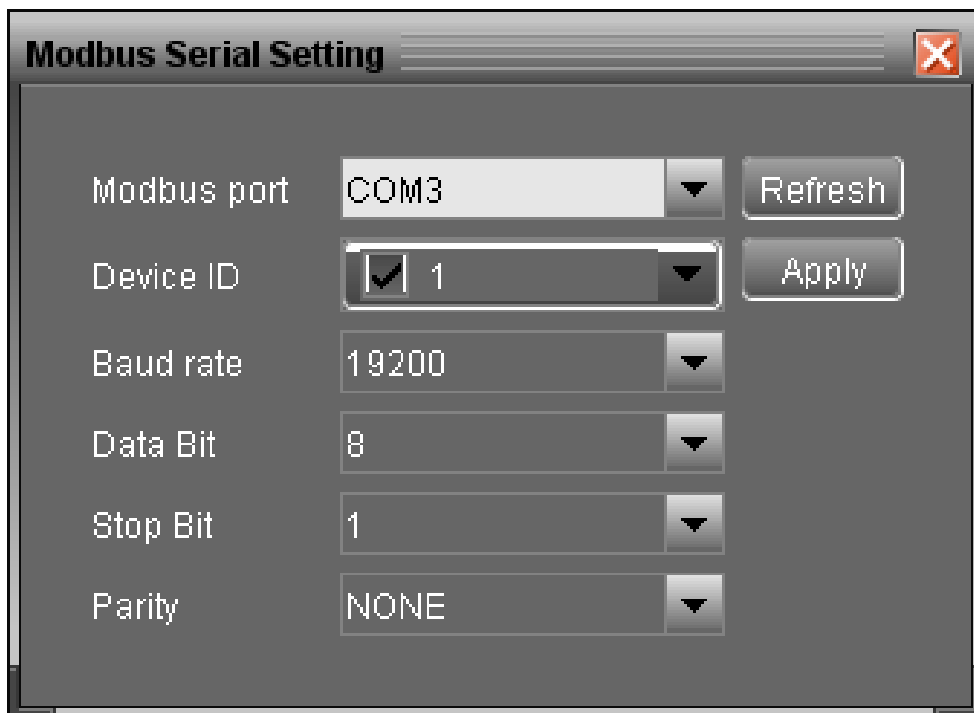 Modbus Serial Setting
Modbus port COM3 Refresh
Device ID 1 Apply
Baud rate 19200
Data Bit 8
Stop Bit 1
Parity NONE